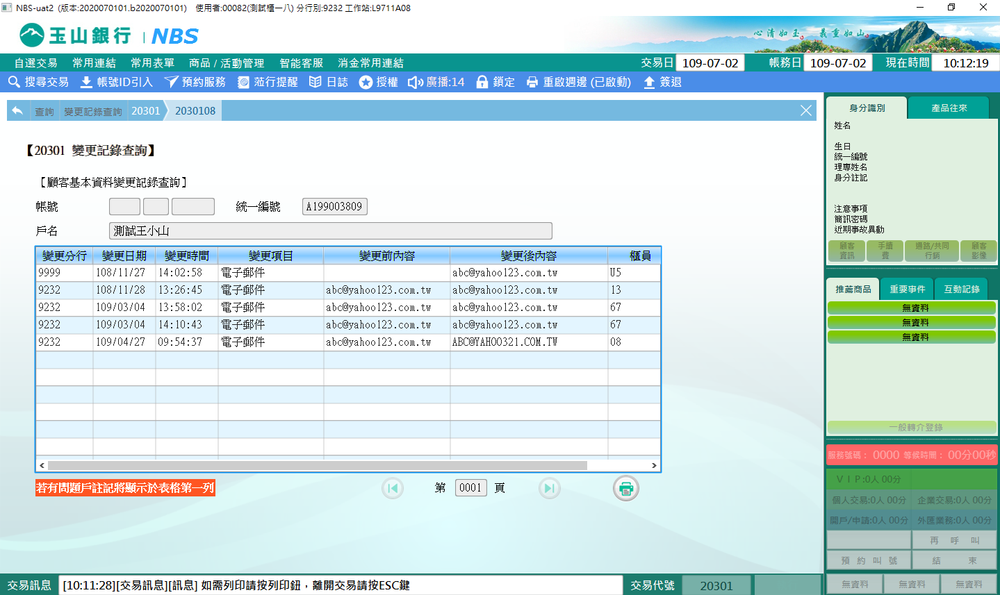 NBS-uat2 (版本:2020070101.b2020070101) 使用者:00082(測試櫃一八) 分行別:9232 工作站:L9711A08
玉山銀行 | NBS
心清如玉。義重如山。
自選交易 常用連結 常用表單 商品 / 活動管理 智能客服 消金常用連結 交易日 109-07-02 帳務日 109-07-02 現在時間 10:12:19
搜尋交易 帳號ID引入 預約服務 蒞行提醒 日誌 授權 廣播:14 鎖定 重啟週邊 (已啟動) 簽退
查詢 變更記錄查詢 20301 2030108
【20301 變更記錄查詢】
【顧客基本資料變更記錄查詢】
帳號 統一編號 A199003809
戶名 測試王小山
變更分行 變更日期 變更時間 變更項目 變更前內容 變更後內容 櫃員
9999 108/11/27 14:02:58 電子郵件 abc@yahoo123.com.tw U5
9232 108/11/28 13:26:45 電子郵件 abc@yahoo123.com.tw abc@yahoo123.com.tw 13
9232 109/03/04 13:58:02 電子郵件 abc@yahoo123.com.tw abc@yahoo123.com.tw 67
9232 109/03/04 14:10:43 電子郵件 abc@yahoo123.com.tw abc@yahoo123.com.tw 67
9232 109/04/27 09:54:37 電子郵件 abc@yahoo123.com.tw ABC@YAHOO321.COM.TW 08
若有問題戶註記將顯示於表格第一列 第 0001 頁
交易訊息 [10:11:28][交易訊息][訊息] 如需列印請按列印鈕，離開交易請按ESC鍵 交易代號 20301
身分識別 產品往來
姓名
生日
統一編號
理專姓名
身分註記
注意事項
簡訊密碼
近期事故異動
顧客資訊 手續費 通路/共同行銷 顧客影像
推薦商品 重要事件 互動記錄
無資料
無資料
無資料
一般轉介登錄
服務號碼： 0000 等候時間： 00分00秒
ＶＩＰ:0人 00分
個人交易:0人 00分 企業交易:0人 00分
開戶/申請:0人 00分 外匯業務:0人 00分
再 呼 叫
預 約 叫 號 結 束
無資料 無資料 無資料